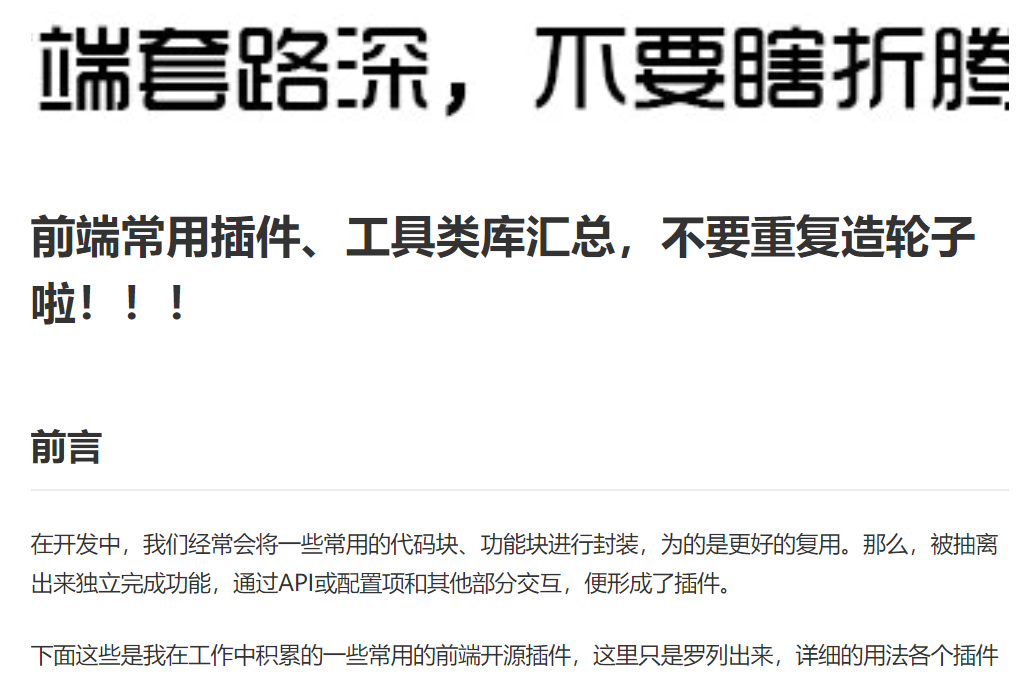 端套路深，不要瞎折腾
前端常用插件、工具类库汇总，不要重复造轮子
啦！！！
前言
在开发中，我们经常会将一些常用的代码块、功能块进行封装，为的是更好的复用。那么，被抽离
出来独立完成功能，通过API或配置项和其他部分交互，便形成了插件。
下面这些是我在工作中积累的一些常用的前端开源插件，这里只是罗列出来，详细的用法各个插件